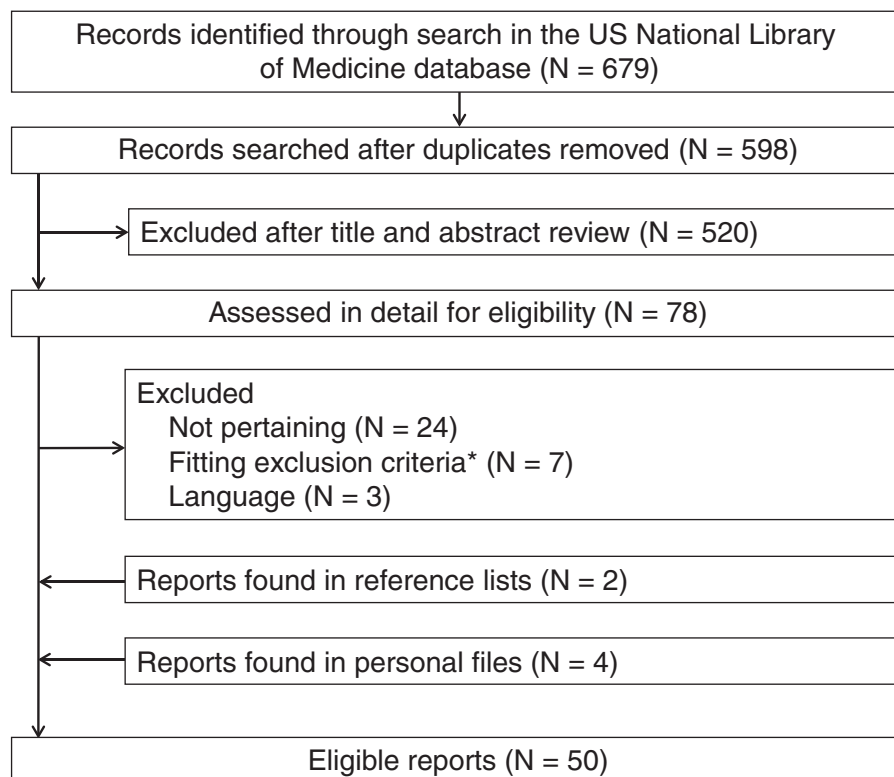 Records identified through search in the US National Library
of Medicine database (N = 679)
Records searched after duplicates removed (N = 598)
Excluded after title and abstract review (N = 520)
Assessed in detail for eligibility (N = 78)
Excluded
Not pertaining (N = 24)
Fitting exclusion criteria* (N = 7)
Language (N = 3)
Reports found in reference lists (N = 2)
Reports found in personal files (N = 4)
Eligible reports (N = 50)